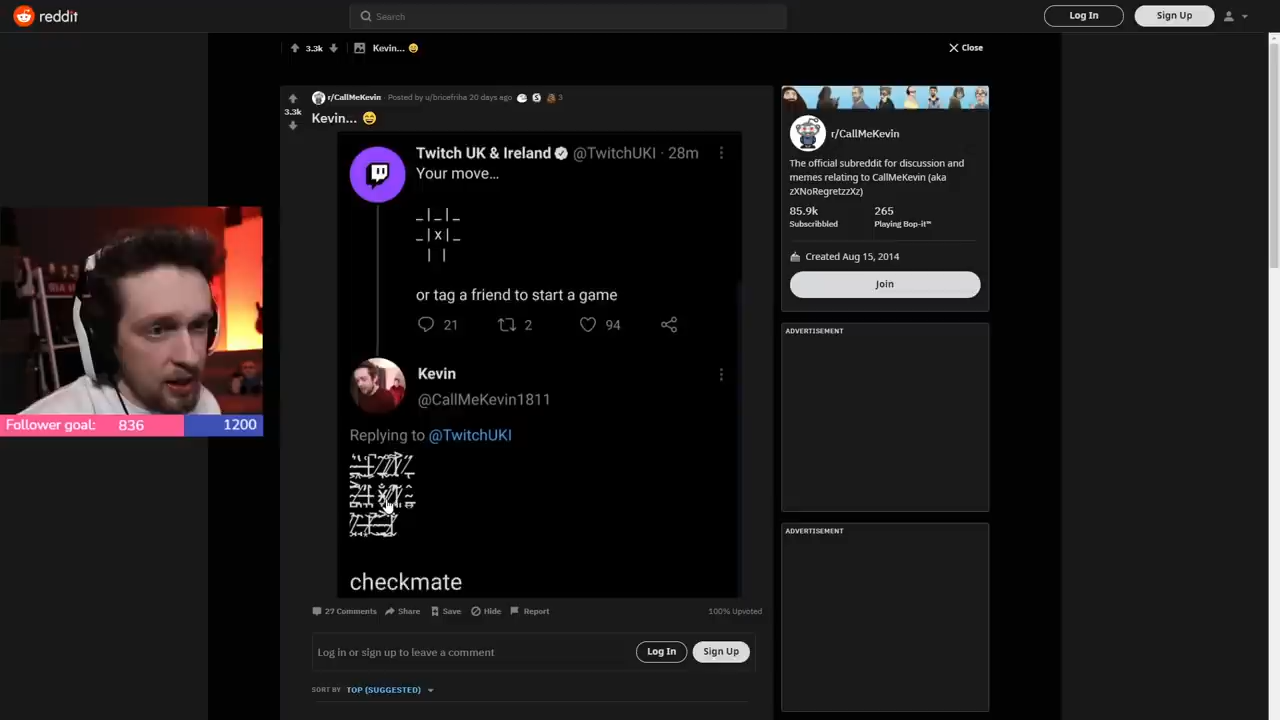 reddit
Search
Log In
Sign Up
3.3k
Kevin... 😄
Close
r/CallMeKevin · Posted by u/bricefriha 20 days ago
3
3.3k
Kevin... 😄
Twitch UK & Ireland @TwitchUKI · 28m
Your move...
_|_|_
_|x|_
| |
or tag a friend to start a game
21
2
94
Kevin
@CallMeKevin1811
Replying to @TwitchUKI
checkmate
27 Comments
Share
Save
Hide
Report
100% Upvoted
Log in or sign up to leave a comment
Log In
Sign Up
SORT BY TOP (SUGGESTED)
r/CallMeKevin
The official subreddit for discussion and
memes relating to CallMeKevin (aka
zXNoRegretzzXz)
85.9k
265
Subscribbled
Playing Bop-it™
Created Aug 15, 2014
Join
ADVERTISEMENT
ADVERTISEMENT
Follower goal: 836 1200